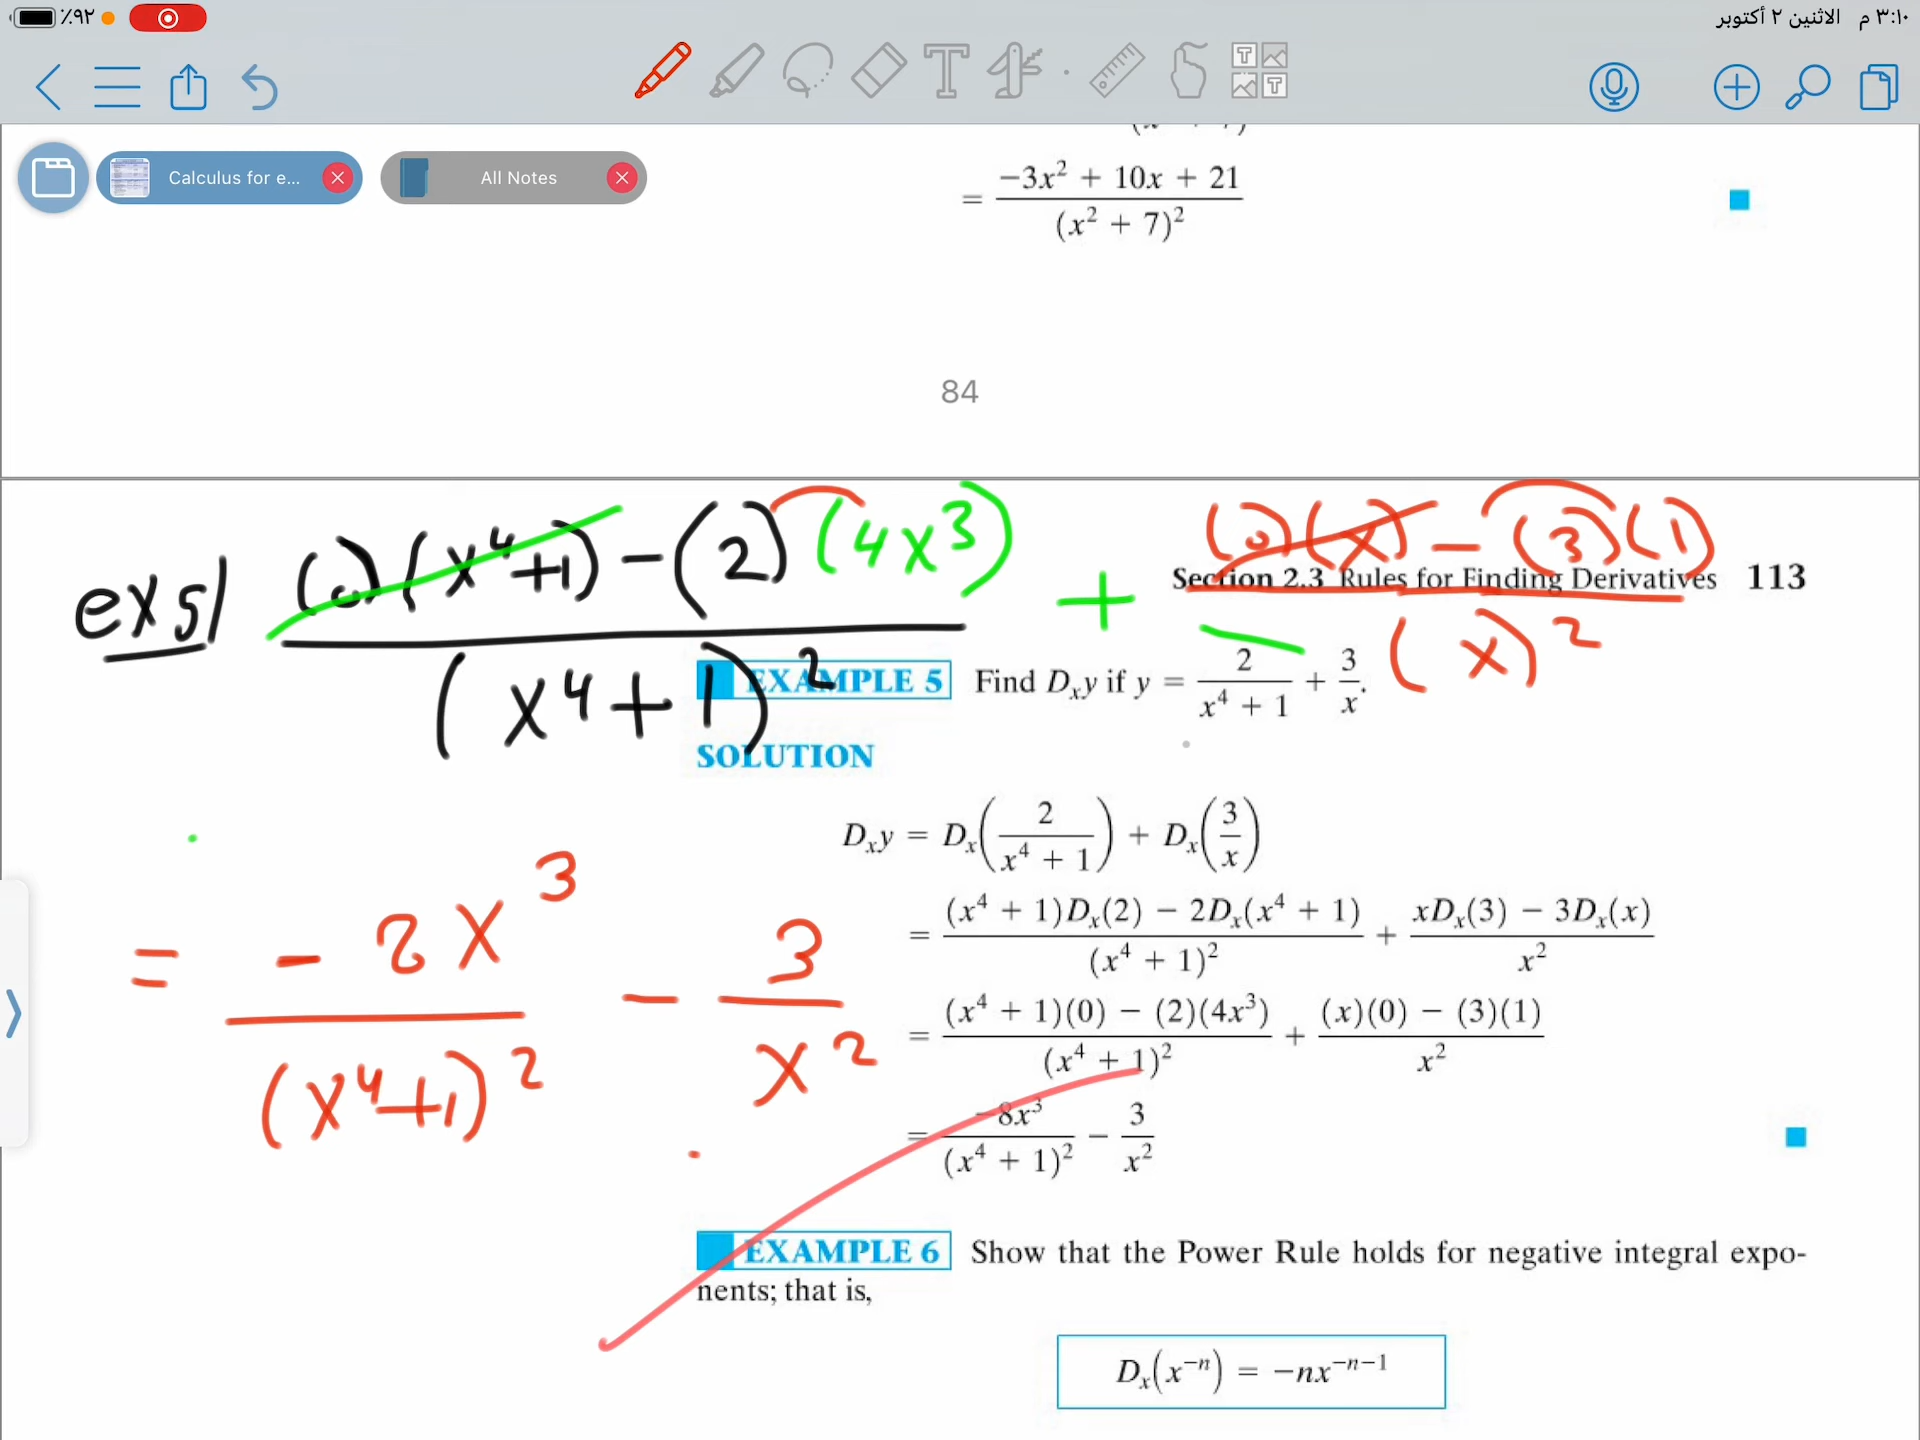 ٪٩٢
٣:١٠ م الاثنين ٢ أكتوبر
Calculus for e...
All Notes
= (−3x² + 10x + 21) / (x² + 7)²
84
exs/ ((0)(x⁴+1) − (2)(4x³)) / (x⁴+1)² + ((0)(x) − (3)(1)) / (x)²
Section 2.3 Rules for Finding Derivatives 113
EXAMPLE 5 Find Dₓy if y = 2/(x⁴ + 1) + 3/x.
SOLUTION
Dₓy = Dₓ(2/(x⁴ + 1)) + Dₓ(3/x)
= ((x⁴ + 1)Dₓ(2) − 2Dₓ(x⁴ + 1)) / (x⁴ + 1)² + (xDₓ(3) − 3Dₓ(x)) / x²
= ((x⁴ + 1)(0) − (2)(4x³)) / (x⁴ + 1)² + ((x)(0) − (3)(1)) / x²
= −8x³ / (x⁴ + 1)² − 3/x²
= −8x³ / (x⁴+1)² − 3/x²
EXAMPLE 6 Show that the Power Rule holds for negative integral expo-
nents; that is,
Dₓ(x⁻ⁿ) = −nx⁻ⁿ⁻¹